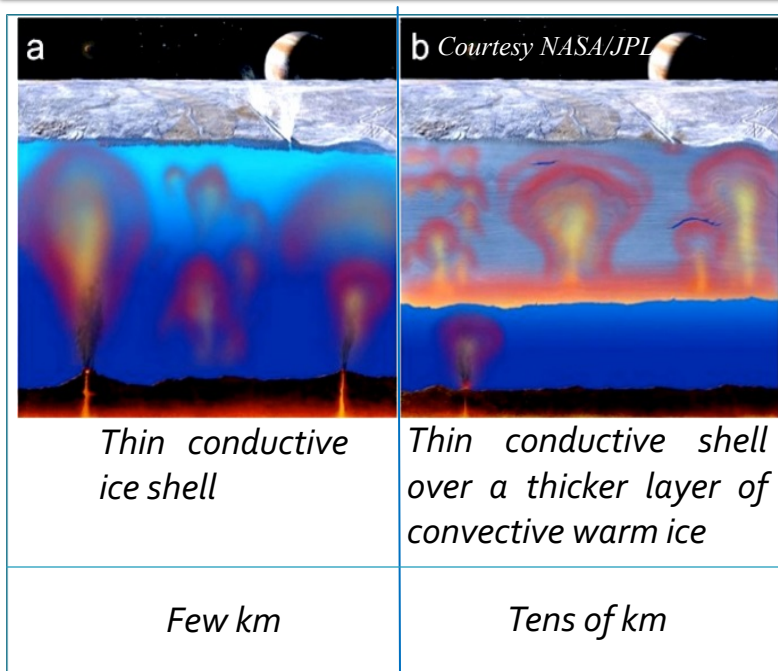 a
b Courtesy NASA/JPL
Thin conductive
ice shell
Thin conductive shell
over a thicker layer of
convective warm ice
Few km
Tens of km